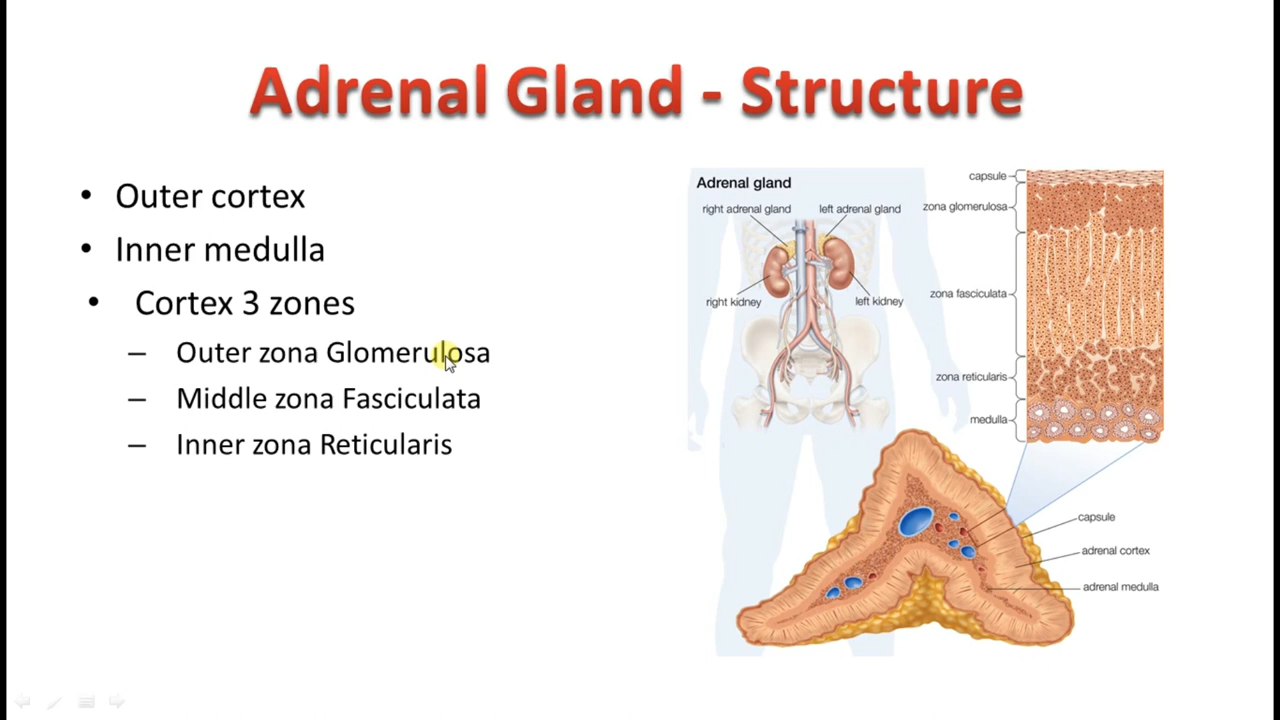 Adrenal Gland - Structure
• Outer cortex
• Inner medulla
• Cortex 3 zones
– Outer zona Glomerulosa
– Middle zona Fasciculata
– Inner zona Reticularis
Adrenal gland
right adrenal gland
left adrenal gland
right kidney
left kidney
capsule
zona glomerulosa
zona fasciculata
zona reticularis
medulla
capsule
adrenal cortex
adrenal medulla